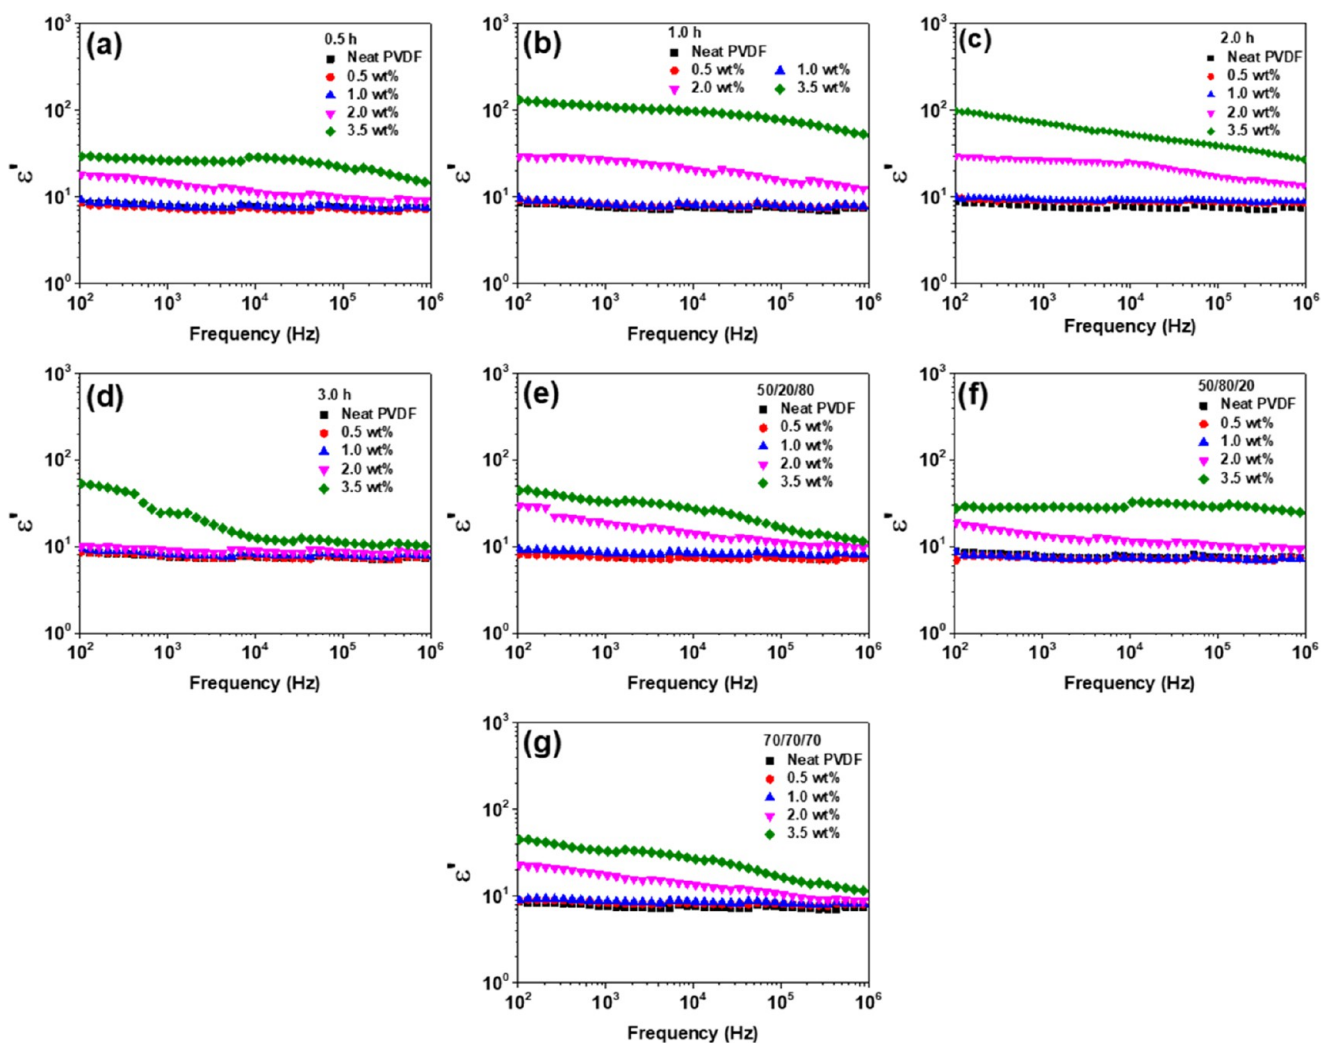 (a)
0.5 h
Neat PVDF
0.5 wt%
1.0 wt%
2.0 wt%
3.5 wt%
10³
10²
10¹
10⁰
ε'
10² 10³ 10⁴ 10⁵ 10⁶
Frequency (Hz)
(b)
1.0 h
Neat PVDF
0.5 wt% 1.0 wt%
2.0 wt% 3.5 wt%
10³
10²
10¹
10⁰
ε'
10² 10³ 10⁴ 10⁵ 10⁶
Frequency (Hz)
(c)
2.0 h
Neat PVDF
0.5 wt%
1.0 wt%
2.0 wt%
3.5 wt%
10³
10²
10¹
10⁰
ε'
10² 10³ 10⁴ 10⁵ 10⁶
Frequency (Hz)
(d)
3.0 h
Neat PVDF
0.5 wt%
1.0 wt%
2.0 wt%
3.5 wt%
10³
10²
10¹
10⁰
ε'
10² 10³ 10⁴ 10⁵ 10⁶
Frequency (Hz)
(e)
50/20/80
Neat PVDF
0.5 wt%
1.0 wt%
2.0 wt%
3.5 wt%
10³
10²
10¹
10⁰
ε'
10² 10³ 10⁴ 10⁵ 10⁶
Frequency (Hz)
(f)
50/80/20
Neat PVDF
0.5 wt%
1.0 wt%
2.0 wt%
3.5 wt%
10³
10²
10¹
10⁰
ε'
10² 10³ 10⁴ 10⁵ 10⁶
Frequency (Hz)
(g)
70/70/70
Neat PVDF
0.5 wt%
1.0 wt%
2.0 wt%
3.5 wt%
10³
10²
10¹
10⁰
ε'
10² 10³ 10⁴ 10⁵ 10⁶
Frequency (Hz)